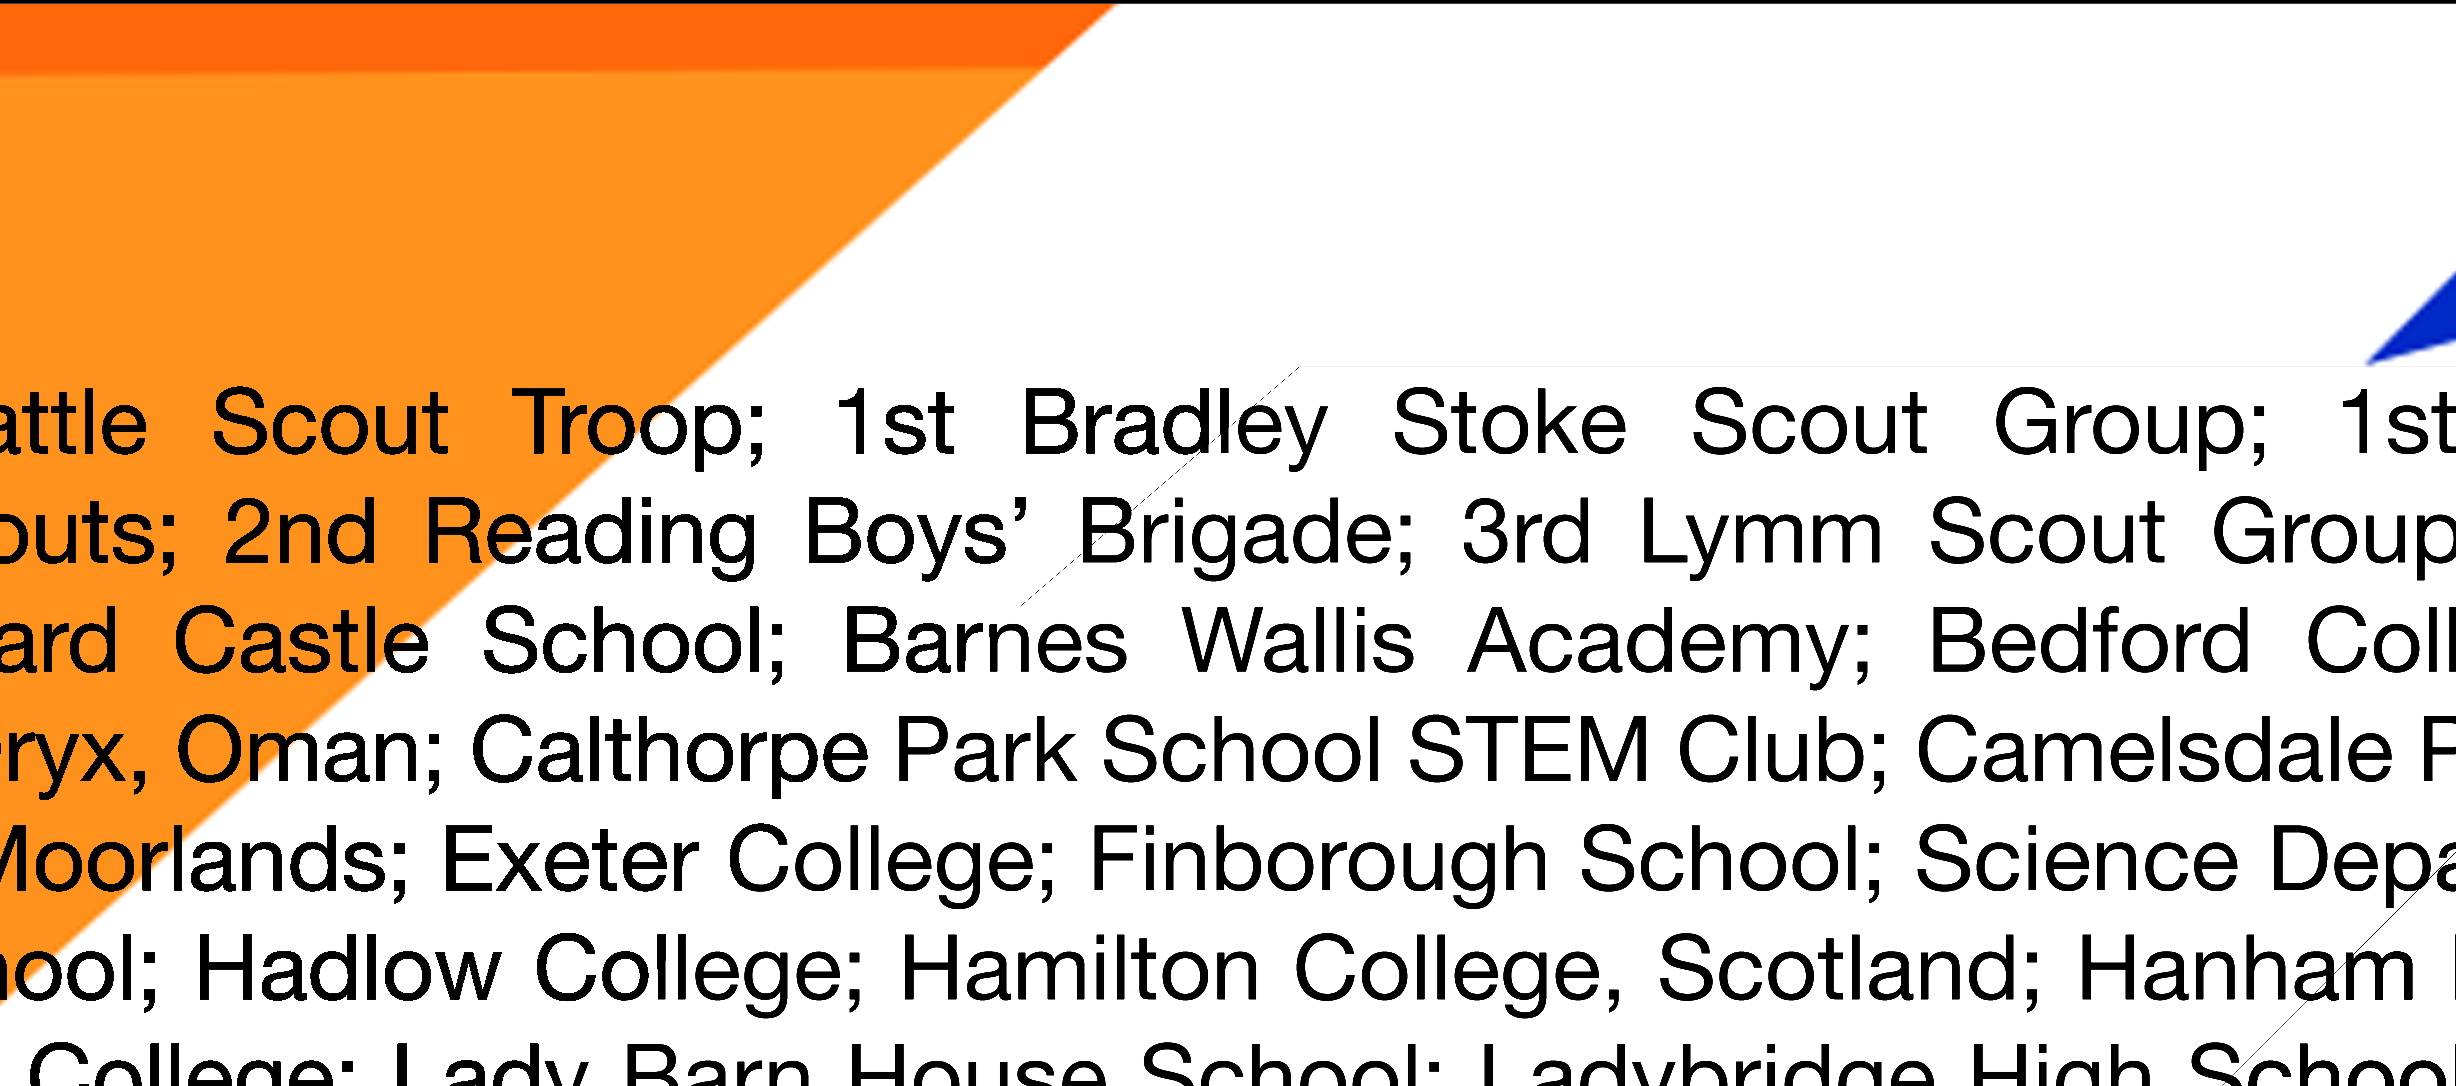 attle Scout Troop; 1st Bradley Stoke Scout Group; 1st
outs; 2nd Reading Boys’ Brigade; 3rd Lymm Scout Group
ard Castle School; Barnes Wallis Academy; Bedford Coll
ryx, Oman; Calthorpe Park School STEM Club; Camelsdale P
Moorlands; Exeter College; Finborough School; Science Depa
hool; Hadlow College; Hamilton College, Scotland; Hanham
College; Lady Barn House School; Ladybridge High School